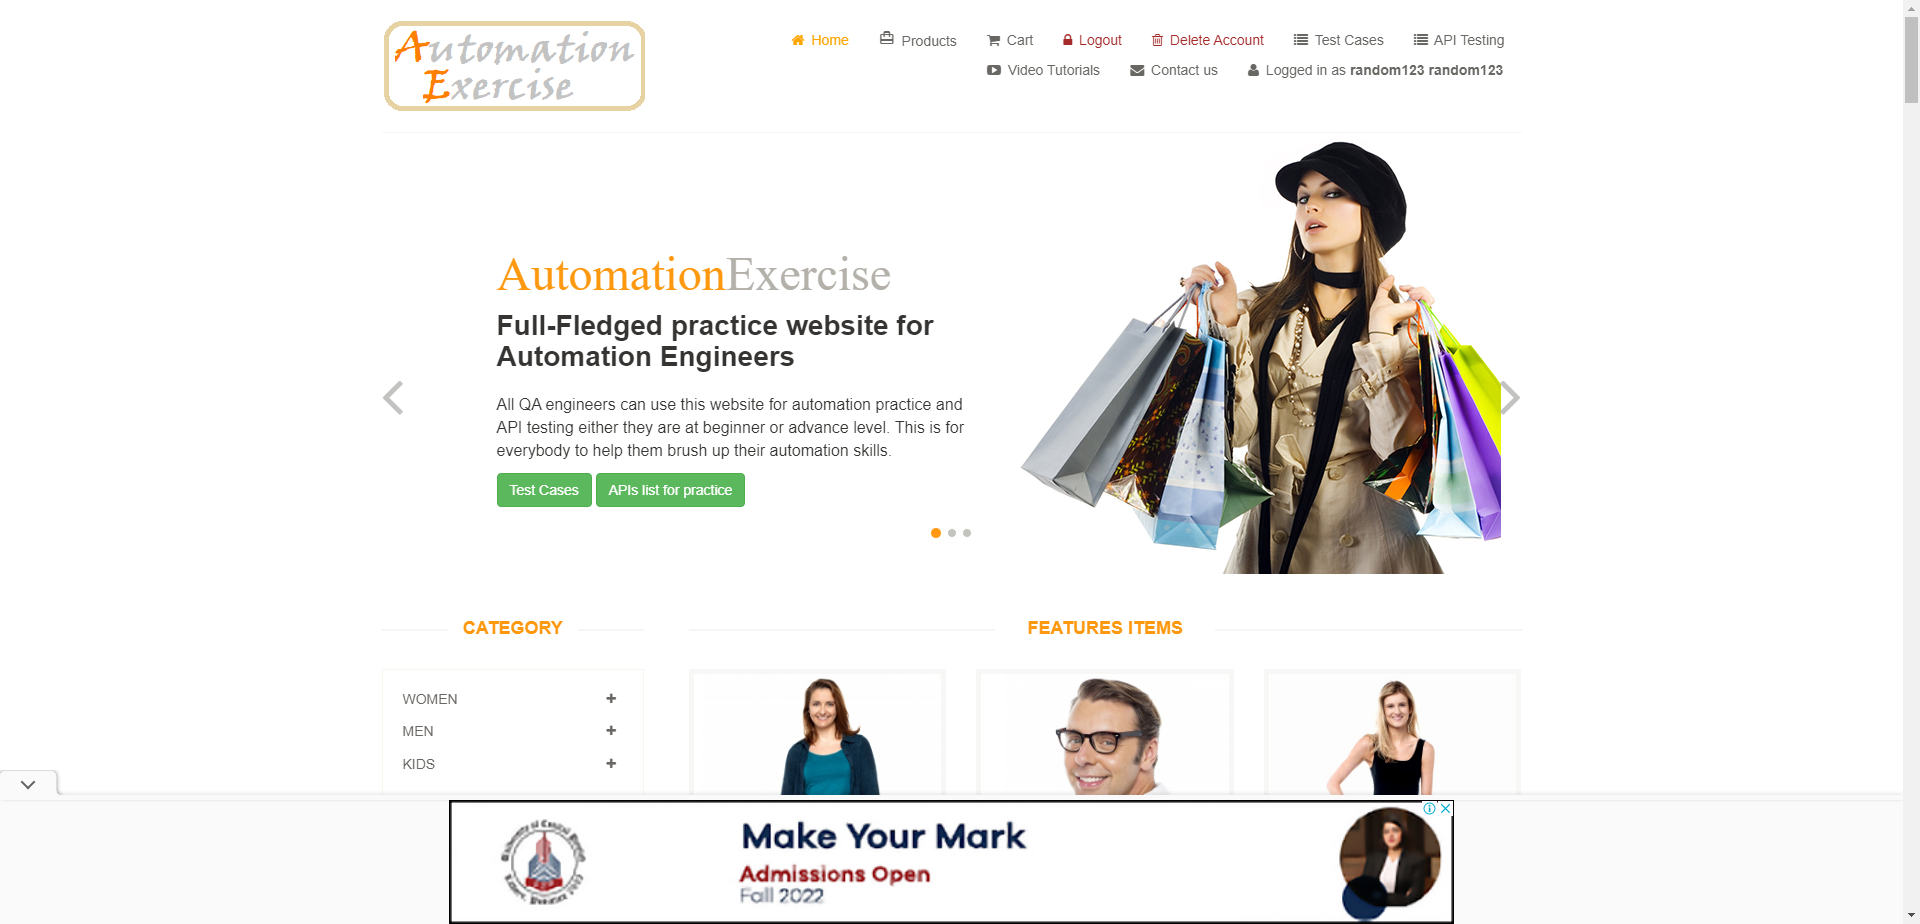 Automation
Exercise
Home
Products
Cart
Logout
Delete Account
Test Cases
API Testing
Video Tutorials
Contact us
Logged in as random123 random123
AutomationExercise
Full-Fledged practice website for
Automation Engineers
All QA engineers can use this website for automation practice and
API testing either they are at beginner or advance level. This is for
everybody to help them brush up their automation skills.
Test Cases
APIs list for practice
CATEGORY
FEATURES ITEMS
WOMEN
MEN
KIDS
Make Your Mark
Admissions Open
Fall 2022